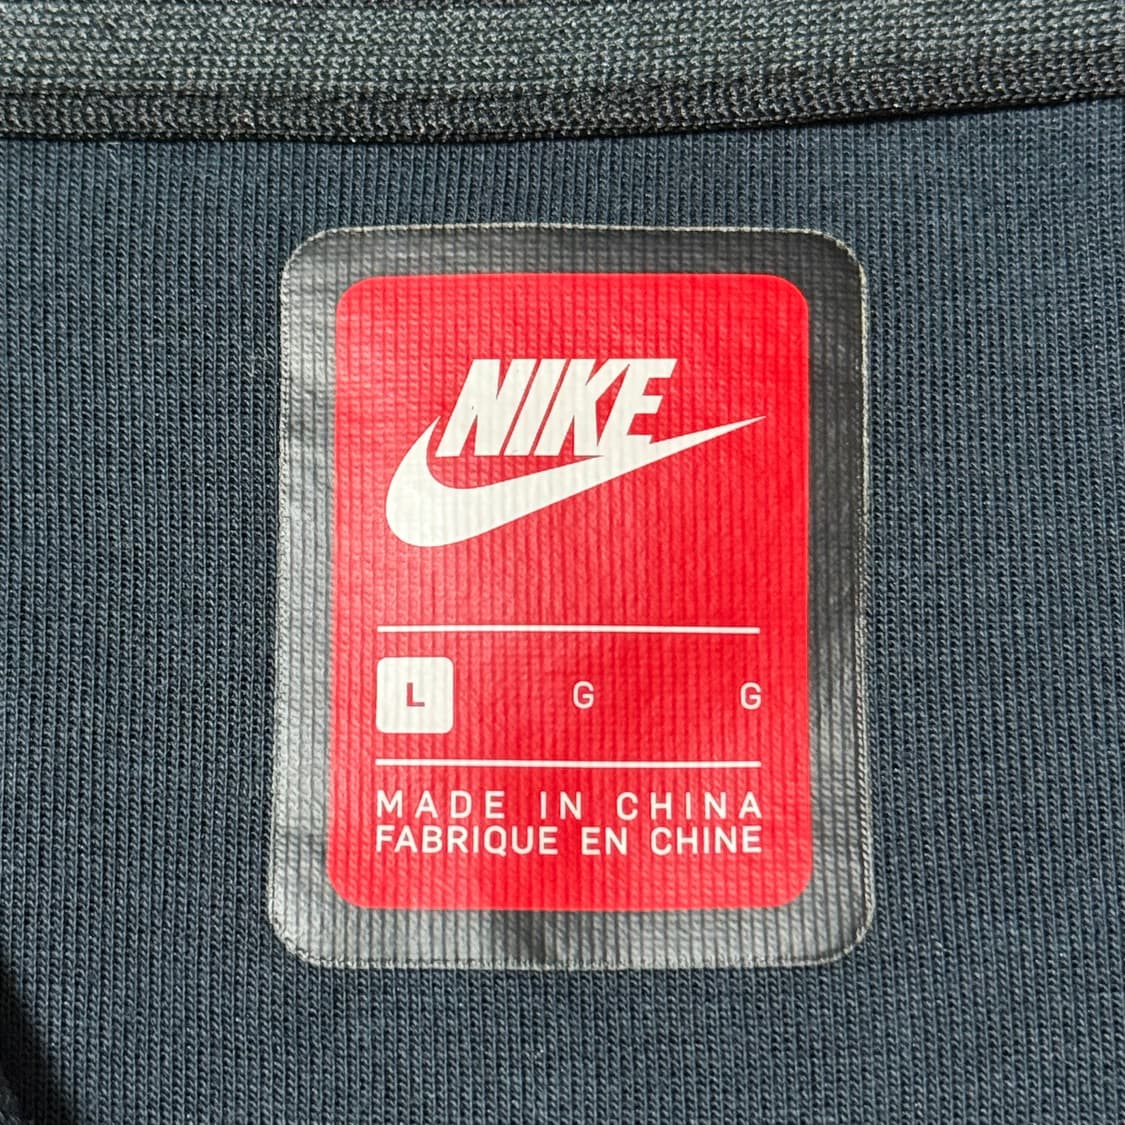 NIKE
L G G
MADE IN CHINA
FABRIQUE EN CHINE